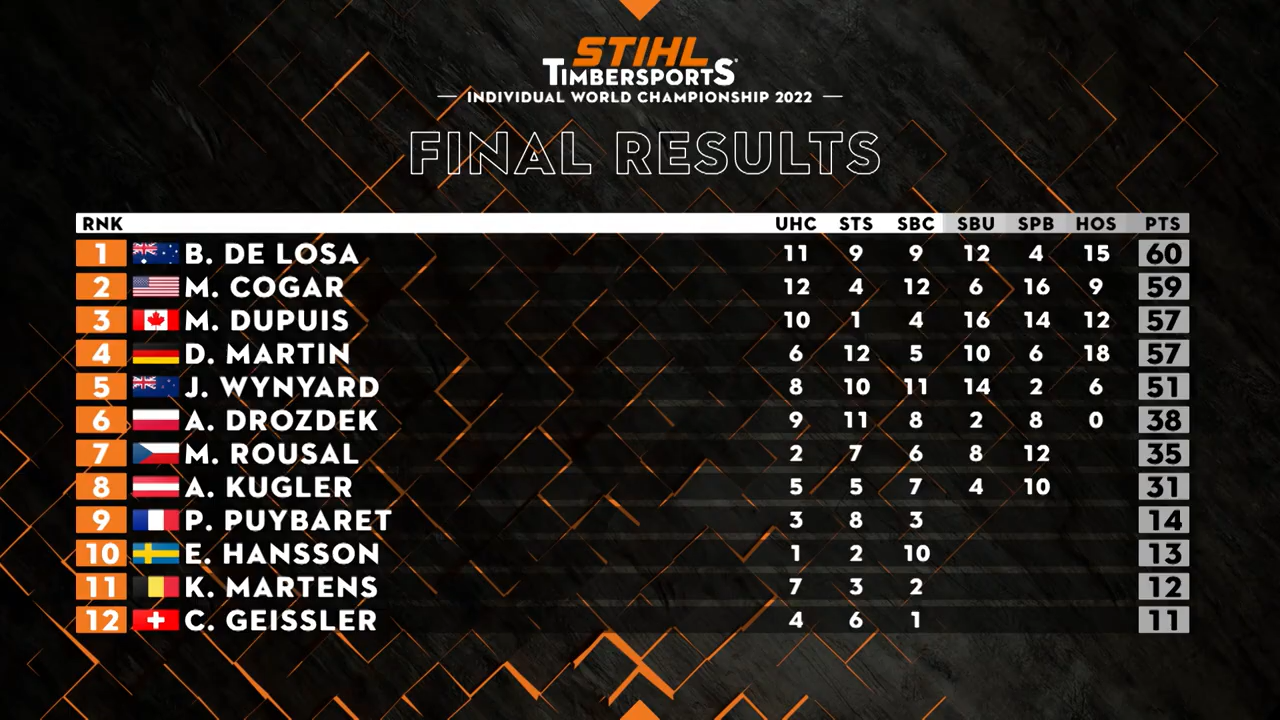 STIHL
TIMBERSPORTS®
INDIVIDUAL WORLD CHAMPIONSHIP 2022
FINAL RESULTS
RNK UHC STS SBC SBU SPB HOS PTS
1 B. DE LOSA 11 9 9 12 4 15 60
2 M. COGAR 12 4 12 6 16 9 59
3 M. DUPUIS 10 1 4 16 14 12 57
4 D. MARTIN 6 12 5 10 6 18 57
5 J. WYNYARD 8 10 11 14 2 6 51
6 A. DROZDEK 9 11 8 2 8 0 38
7 M. ROUSAL 2 7 6 8 12 35
8 A. KUGLER 5 5 7 4 10 31
9 P. PUYBARET 3 8 3 14
10 E. HANSSON 1 2 10 13
11 K. MARTENS 7 3 2 12
12 C. GEISSLER 4 6 1 11